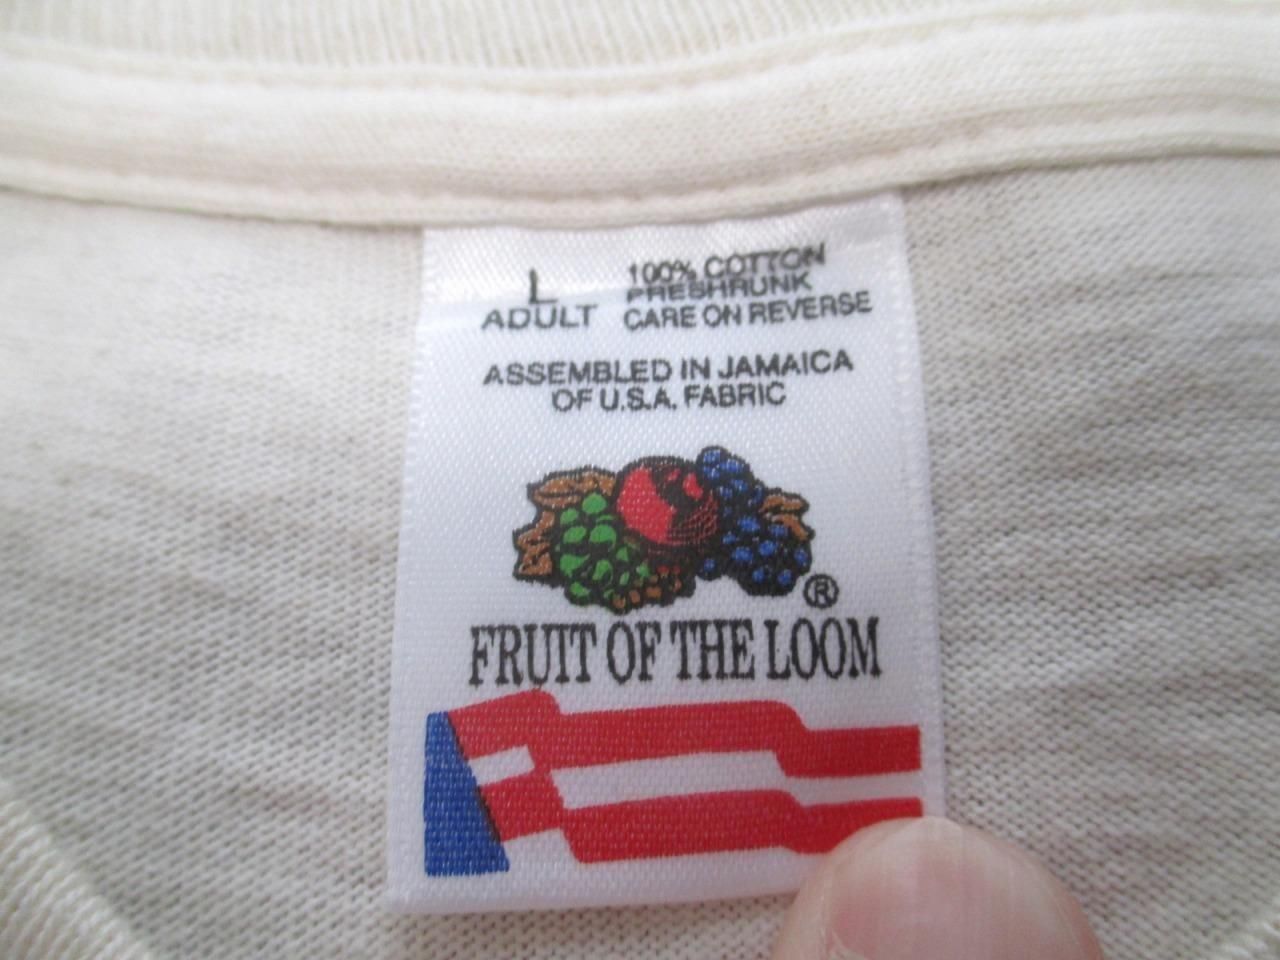 L
ADULT
100% COTTON
PRESHRUNK
CARE ON REVERSE
ASSEMBLED IN JAMAICA
OF U.S.A. FABRIC
®
FRUIT OF THE LOOM